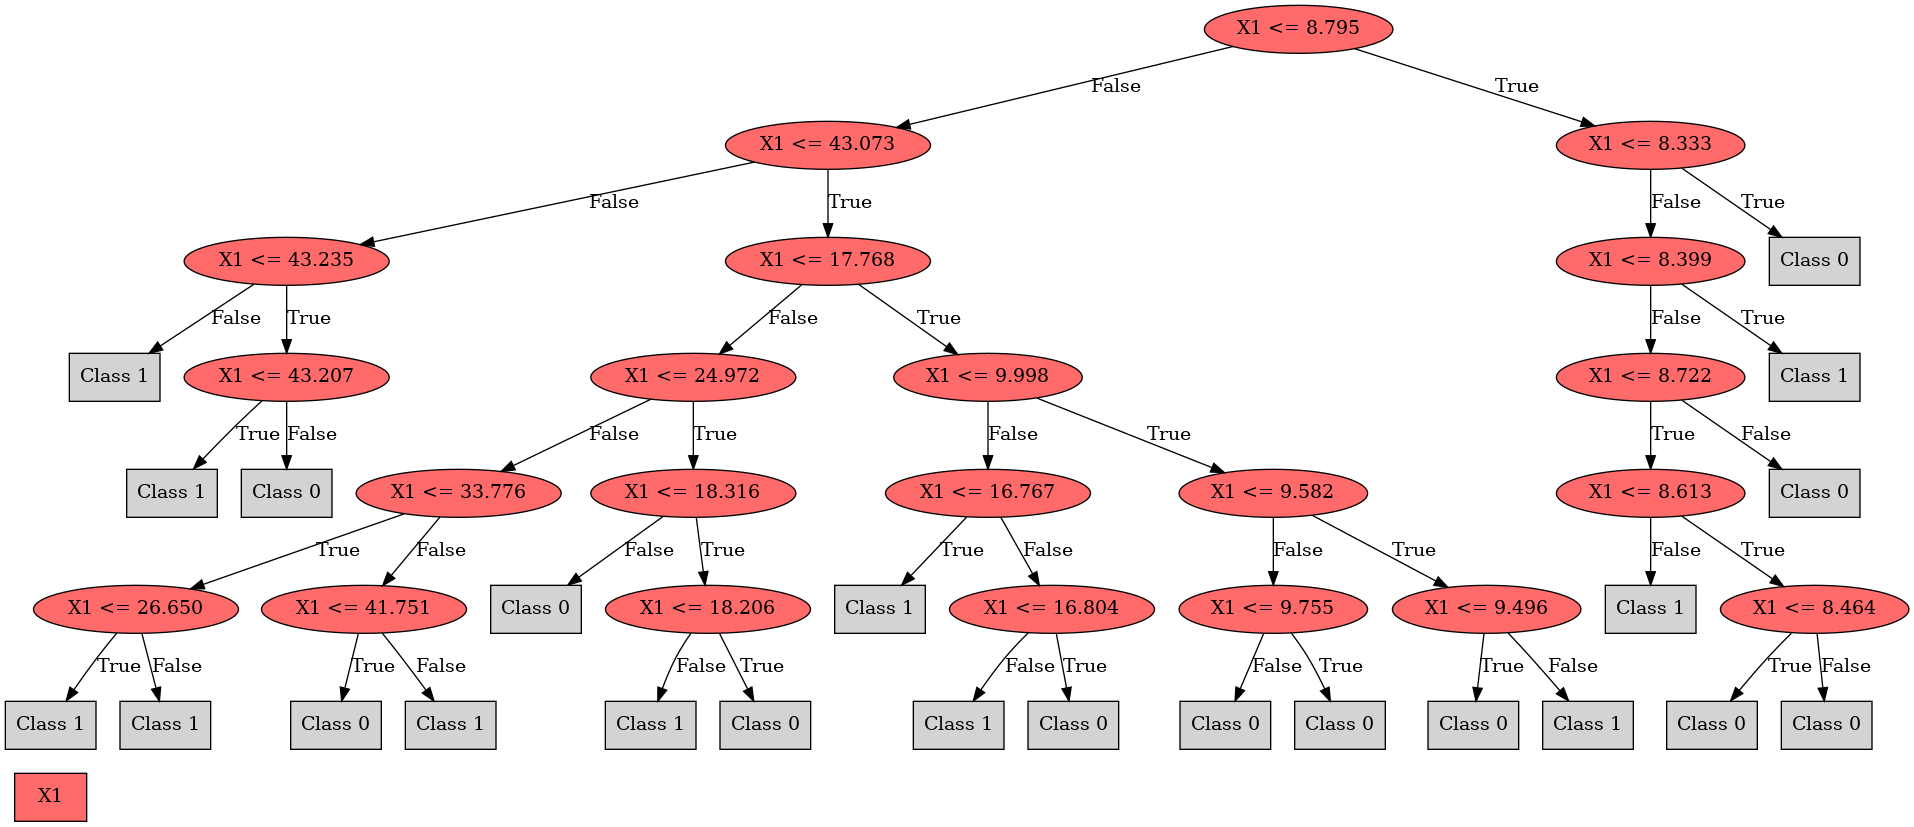 X1 <= 8.795
False
True
X1 <= 43.073
X1 <= 8.333
False
True
False
True
X1 <= 43.235
X1 <= 17.768
X1 <= 8.399
Class 0
False
True
False
True
False
True
Class 1
X1 <= 43.207
X1 <= 24.972
X1 <= 9.998
X1 <= 8.722
Class 1
True
False
False
True
False
True
True
False
Class 1
Class 0
X1 <= 33.776
X1 <= 18.316
X1 <= 16.767
X1 <= 9.582
X1 <= 8.613
Class 0
True
False
False
True
True
False
False
True
False
True
X1 <= 26.650
X1 <= 41.751
Class 0
X1 <= 18.206
Class 1
X1 <= 16.804
X1 <= 9.755
X1 <= 9.496
Class 1
X1 <= 8.464
True
False
True
False
False
True
False
True
False
True
True
False
True
False
Class 1
Class 1
Class 0
Class 1
Class 1
Class 0
Class 1
Class 0
Class 0
Class 0
Class 0
Class 1
Class 0
Class 0
X1